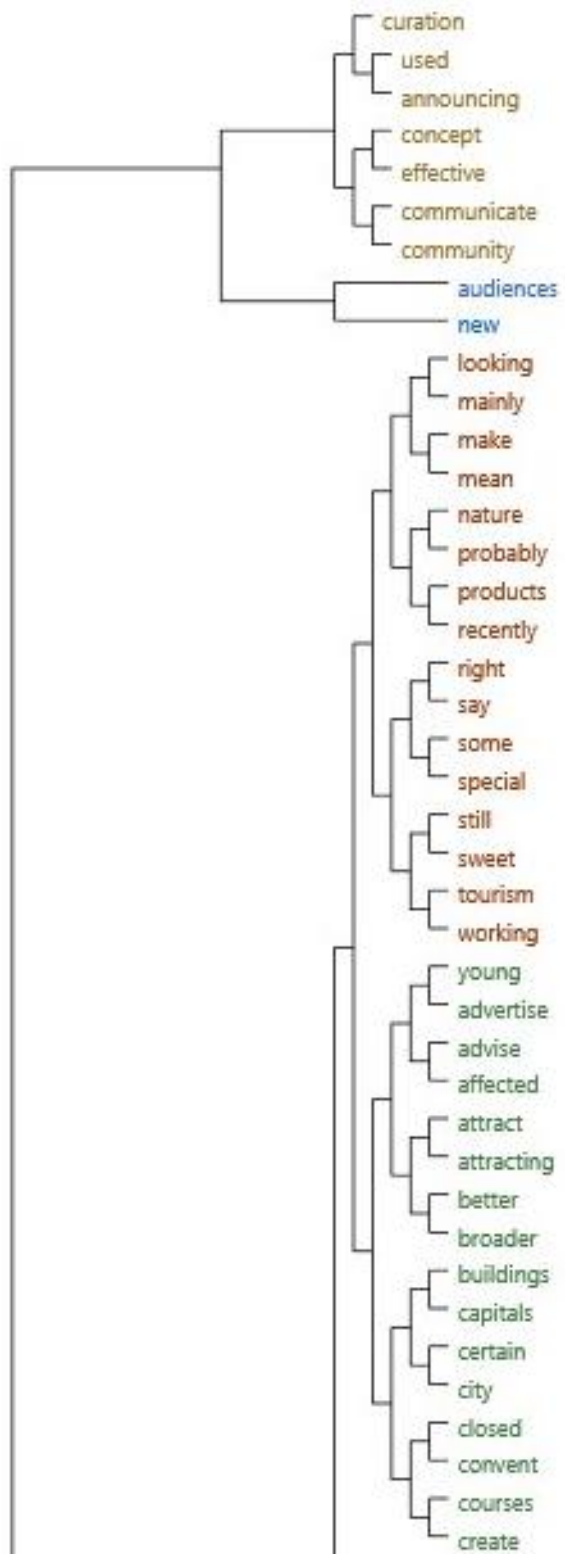 curation
used
announcing
concept
effective
communicate
community
audiences
new
looking
mainly
make
mean
nature
probably
products
recently
right
say
some
special
still
sweet
tourism
working
young
advertise
advise
affected
attract
attracting
better
broader
buildings
capitals
certain
city
closed
convent
courses
create